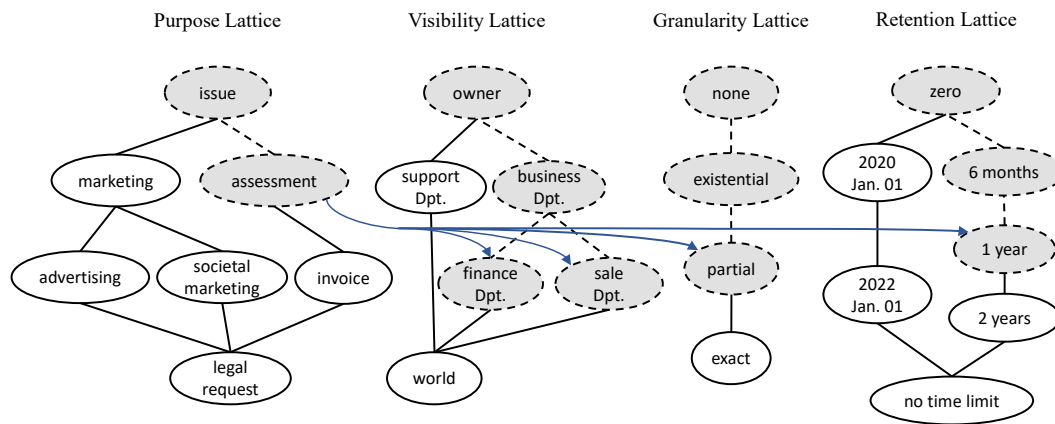 Purpose Lattice
Visibility Lattice
Granularity Lattice
Retention Lattice
issue
owner
none
zero
marketing
assessment
support
Dpt.
business
Dpt.
existential
2020
Jan. 01
6 months
advertising
societal
marketing
invoice
finance
Dpt.
sale
Dpt.
partial
1 year
2022
Jan. 01
2 years
legal
request
world
exact
no time limit